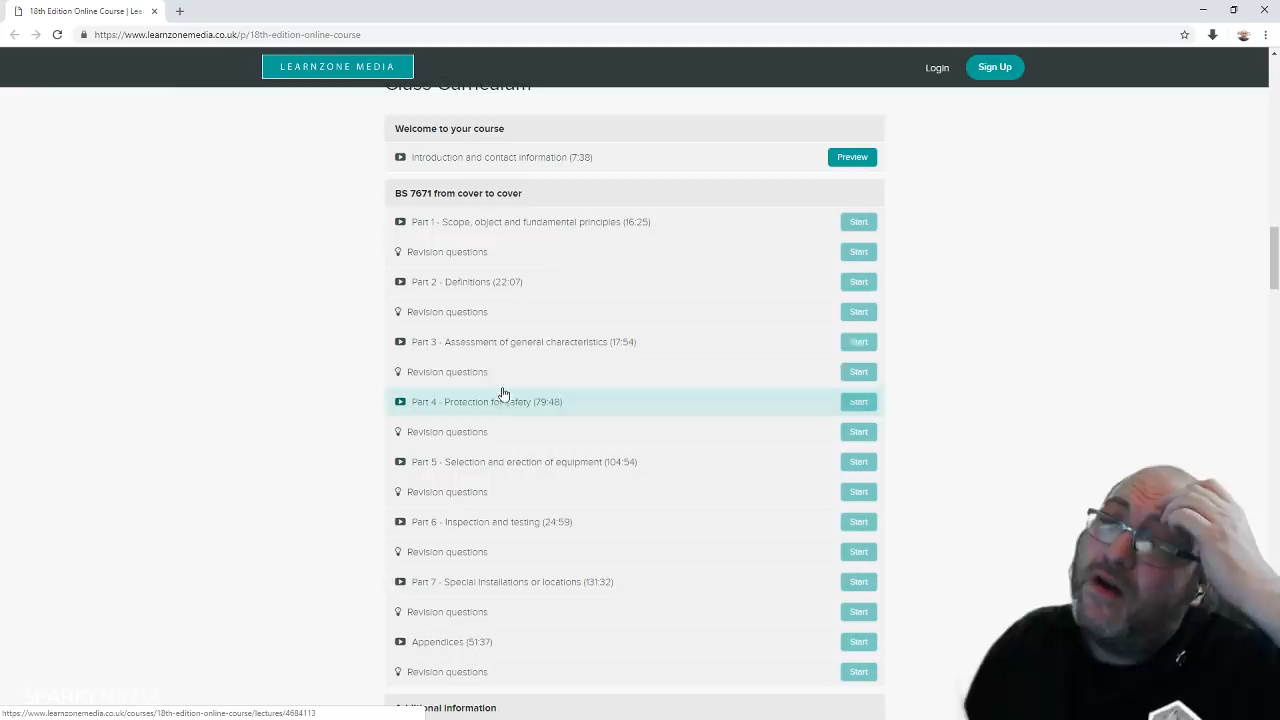 18th Edition Online Course | Lea
https://www.learnzonemedia.co.uk/p/18th-edition-online-course
LEARNZONE MEDIA
Login
Sign Up
Class Curriculum
Welcome to your course
Introduction and contact information (7:38)
Preview
BS 7671 from cover to cover
Part 1 - Scope, object and fundamental principles (16:25)
Start
Revision questions
Start
Part 2 - Definitions (22:07)
Start
Revision questions
Start
Part 3 - Assessment of general characteristics (17:54)
Start
Revision questions
Start
Part 4 - Protection for safety (79:48)
Start
Revision questions
Start
Part 5 - Selection and erection of equipment (104:54)
Start
Revision questions
Start
Part 6 - Inspection and testing (24:59)
Start
Revision questions
Start
Part 7 - Special installations or locations (131:32)
Start
Revision questions
Start
Appendices (51:37)
Start
Revision questions
Start
Additional information
https://www.learnzonemedia.co.uk/courses/18th-edition-online-course/lectures/4684113